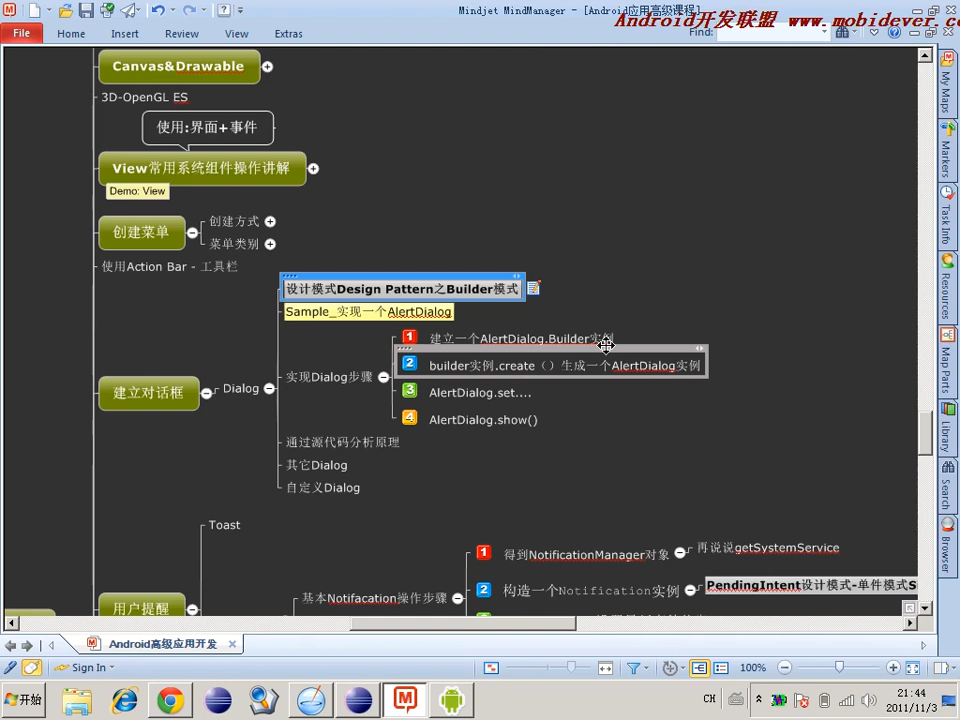 Mindjet MindManager - [Android应用高级课程]
Android开发联盟 www.mobidever.com
File
Home
Insert
Review
View
Extras
Find:
Canvas&Drawable
3D-OpenGL ES
使用:界面+事件
View常用系统组件操作讲解
Demo: View
创建菜单
创建方式
菜单类别
使用Action Bar - 工具栏
设计模式Design Pattern之Builder模式
Sample_实现一个AlertDialog
1 建立一个AlertDialog.Builder实例
2 builder实例.create（）生成一个AlertDialog实例
实现Dialog步骤
建立对话框
Dialog
3 AlertDialog.set....
4 AlertDialog.show()
通过源代码分析原理
其它Dialog
自定义Dialog
Toast
1 得到NotificationManager对象
再说说getSystemService
2 构造一个Notification实例
PendingIntent设计模式-单件模式S
基本Notifacation操作步骤
用户提醒
My Maps
Markers
Task Info
Resources
Map Parts
Library
Search
Browser
Android高级应用开发
Sign In
100%
开始
CH
21:44
2011/11/3